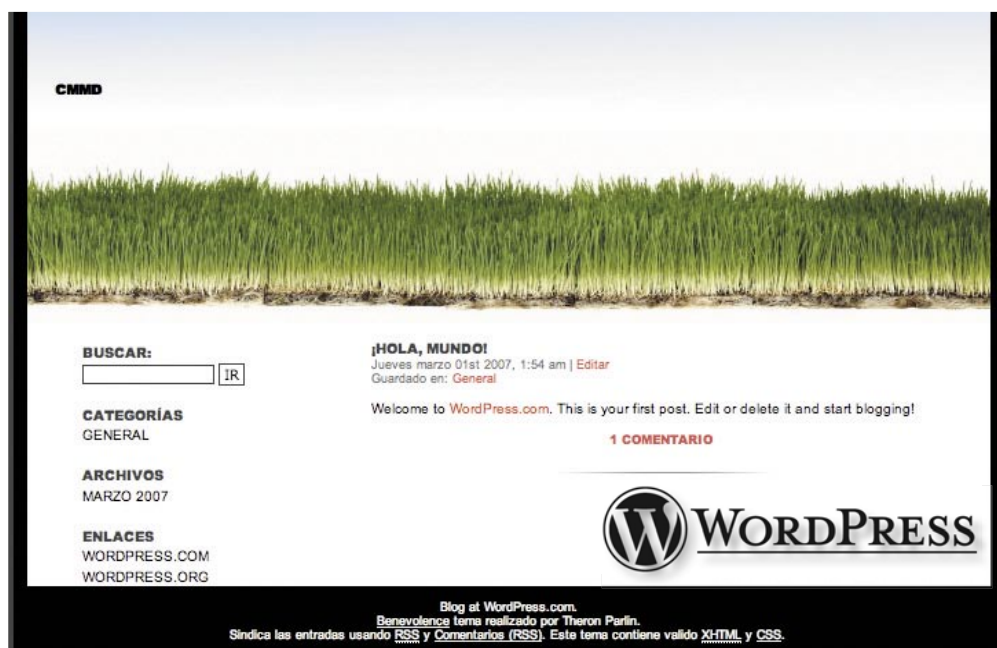 CMMD
BUSCAR:
IR
CATEGORÍAS
GENERAL
ARCHIVOS
MARZO 2007
ENLACES
WORDPRESS.COM
WORDPRESS.ORG
¡HOLA, MUNDO!
Jueves marzo 01st 2007, 1:54 am | Editar
Guardado en: General
Welcome to WordPress.com. This is your first post. Edit or delete it and start blogging!
1 COMENTARIO
WORDPRESS
Blog at WordPress.com.
Benevolence tema realizado por Theron Parlin.
Sindica las entradas usando RSS y Comentarios (RSS). Este tema contiene valido XHTML y CSS.